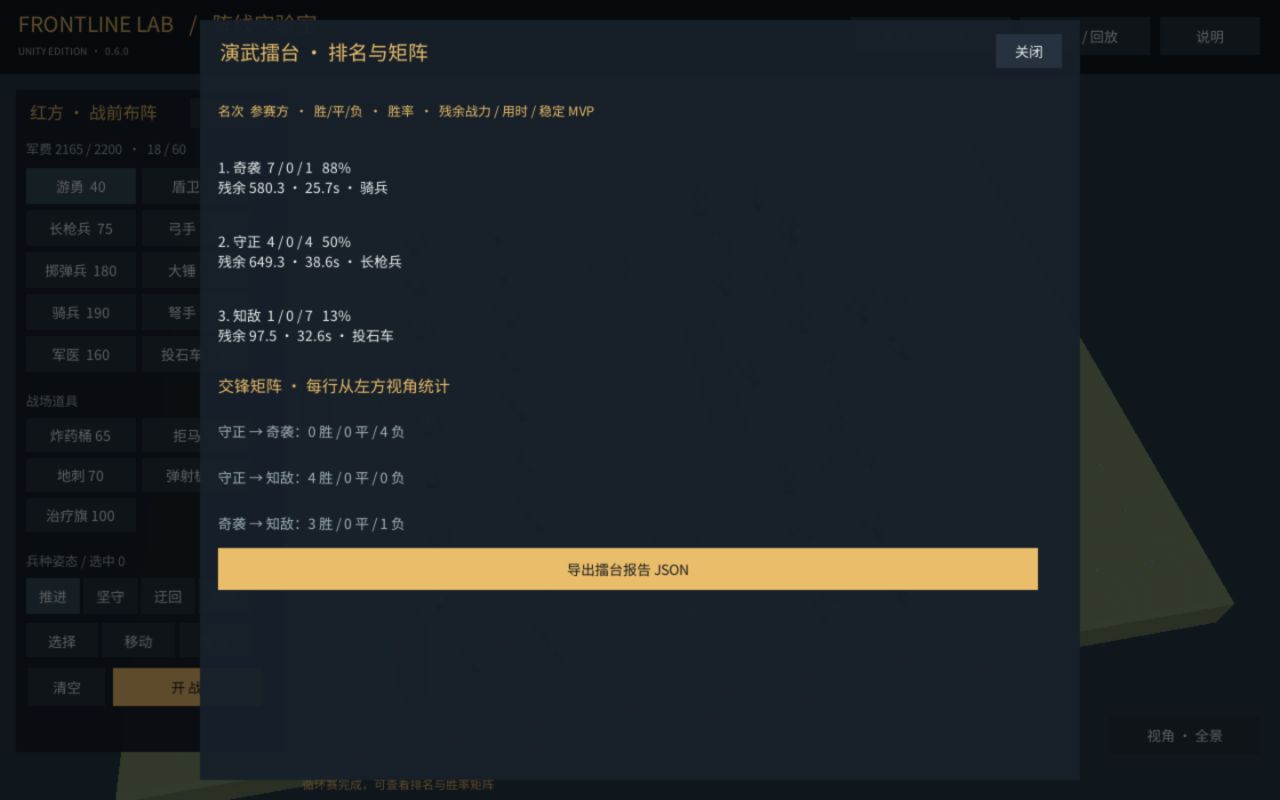 FRONTLINE LAB / 阵线实验室
UNITY EDITION · 0.6.0
/ 回放
说明
演武擂台 · 排名与矩阵
关闭
红方 · 战前布阵
军费 2165 / 2200 · 18 / 60
游勇 40
盾卫
长枪兵 75
弓手
掷弹兵 180
大锤
骑兵 190
弩手
军医 160
投石车
战场道具
炸药桶 65
拒马
地刺 70
治疗旗 100
兵种姿态 / 选中 0
推进
坚守
迂回
选择
移动
清空
开 战
名次 参赛方 · 胜/平/负 · 胜率 · 残余战力 / 用时 / 稳定 MVP
1. 奇袭 7 / 0 / 1 88%
残余 580.3 · 25.7s · 骑兵
2. 守正 4 / 0 / 4 50%
残余 649.3 · 38.6s · 长枪兵
3. 知敌 1 / 0 / 7 13%
残余 97.5 · 32.6s · 投石车
交锋矩阵 · 每行从左方视角统计
守正 → 奇袭：0 胜 / 0 平 / 4 负
守正 → 知敌：4 胜 / 0 平 / 0 负
奇袭 → 知敌：3 胜 / 0 平 / 1 负
导出擂台报告 JSON
视角 · 全景
循环赛完成，可查看排名与胜率矩阵